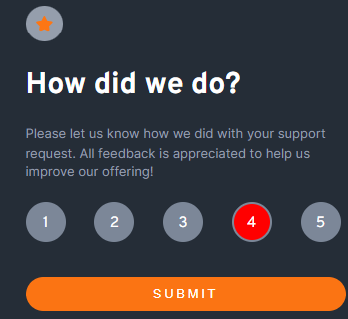 How did we do?
Please let us know how we did with your support
request. All feedback is appreciated to help us
improve our offering!
1 2 3 4 5
SUBMIT